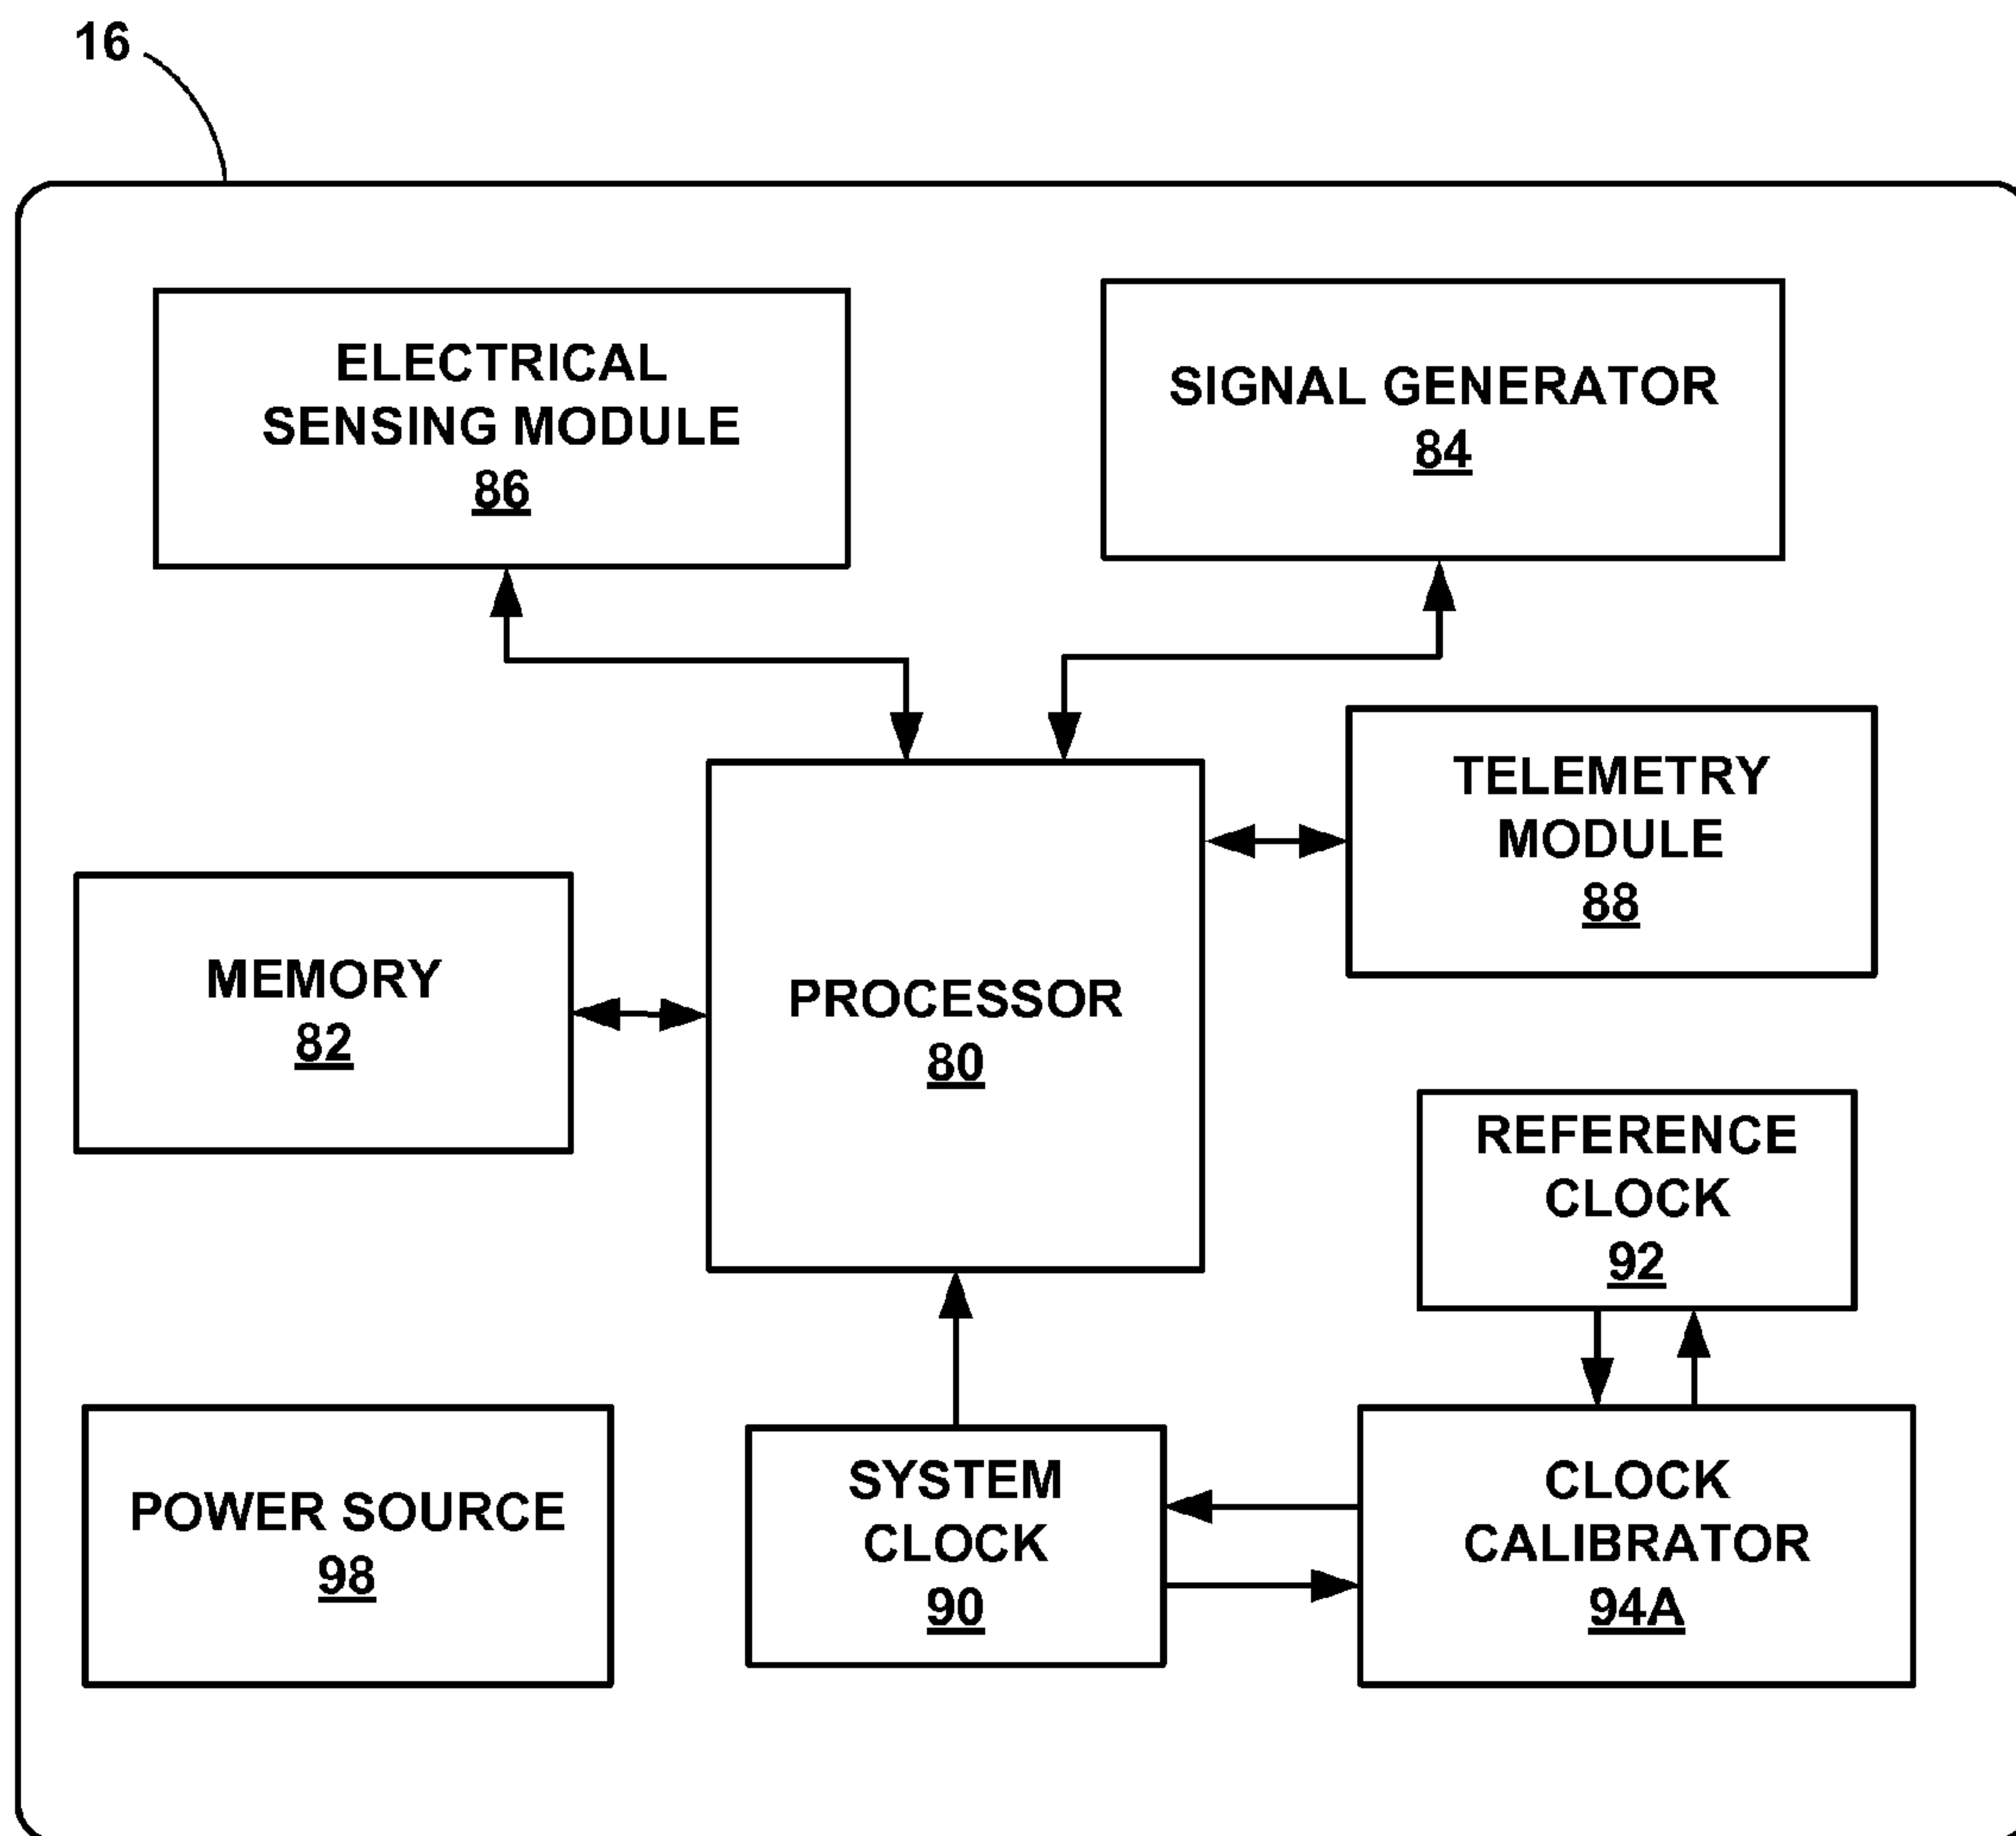 16
ELECTRICAL
SENSING MODULE
86
SIGNAL GENERATOR
84
TELEMETRY
MODULE
88
MEMORY
82
PROCESSOR
80
REFERENCE
CLOCK
92
POWER SOURCE
98
SYSTEM
CLOCK
90
CLOCK
CALIBRATOR
94A